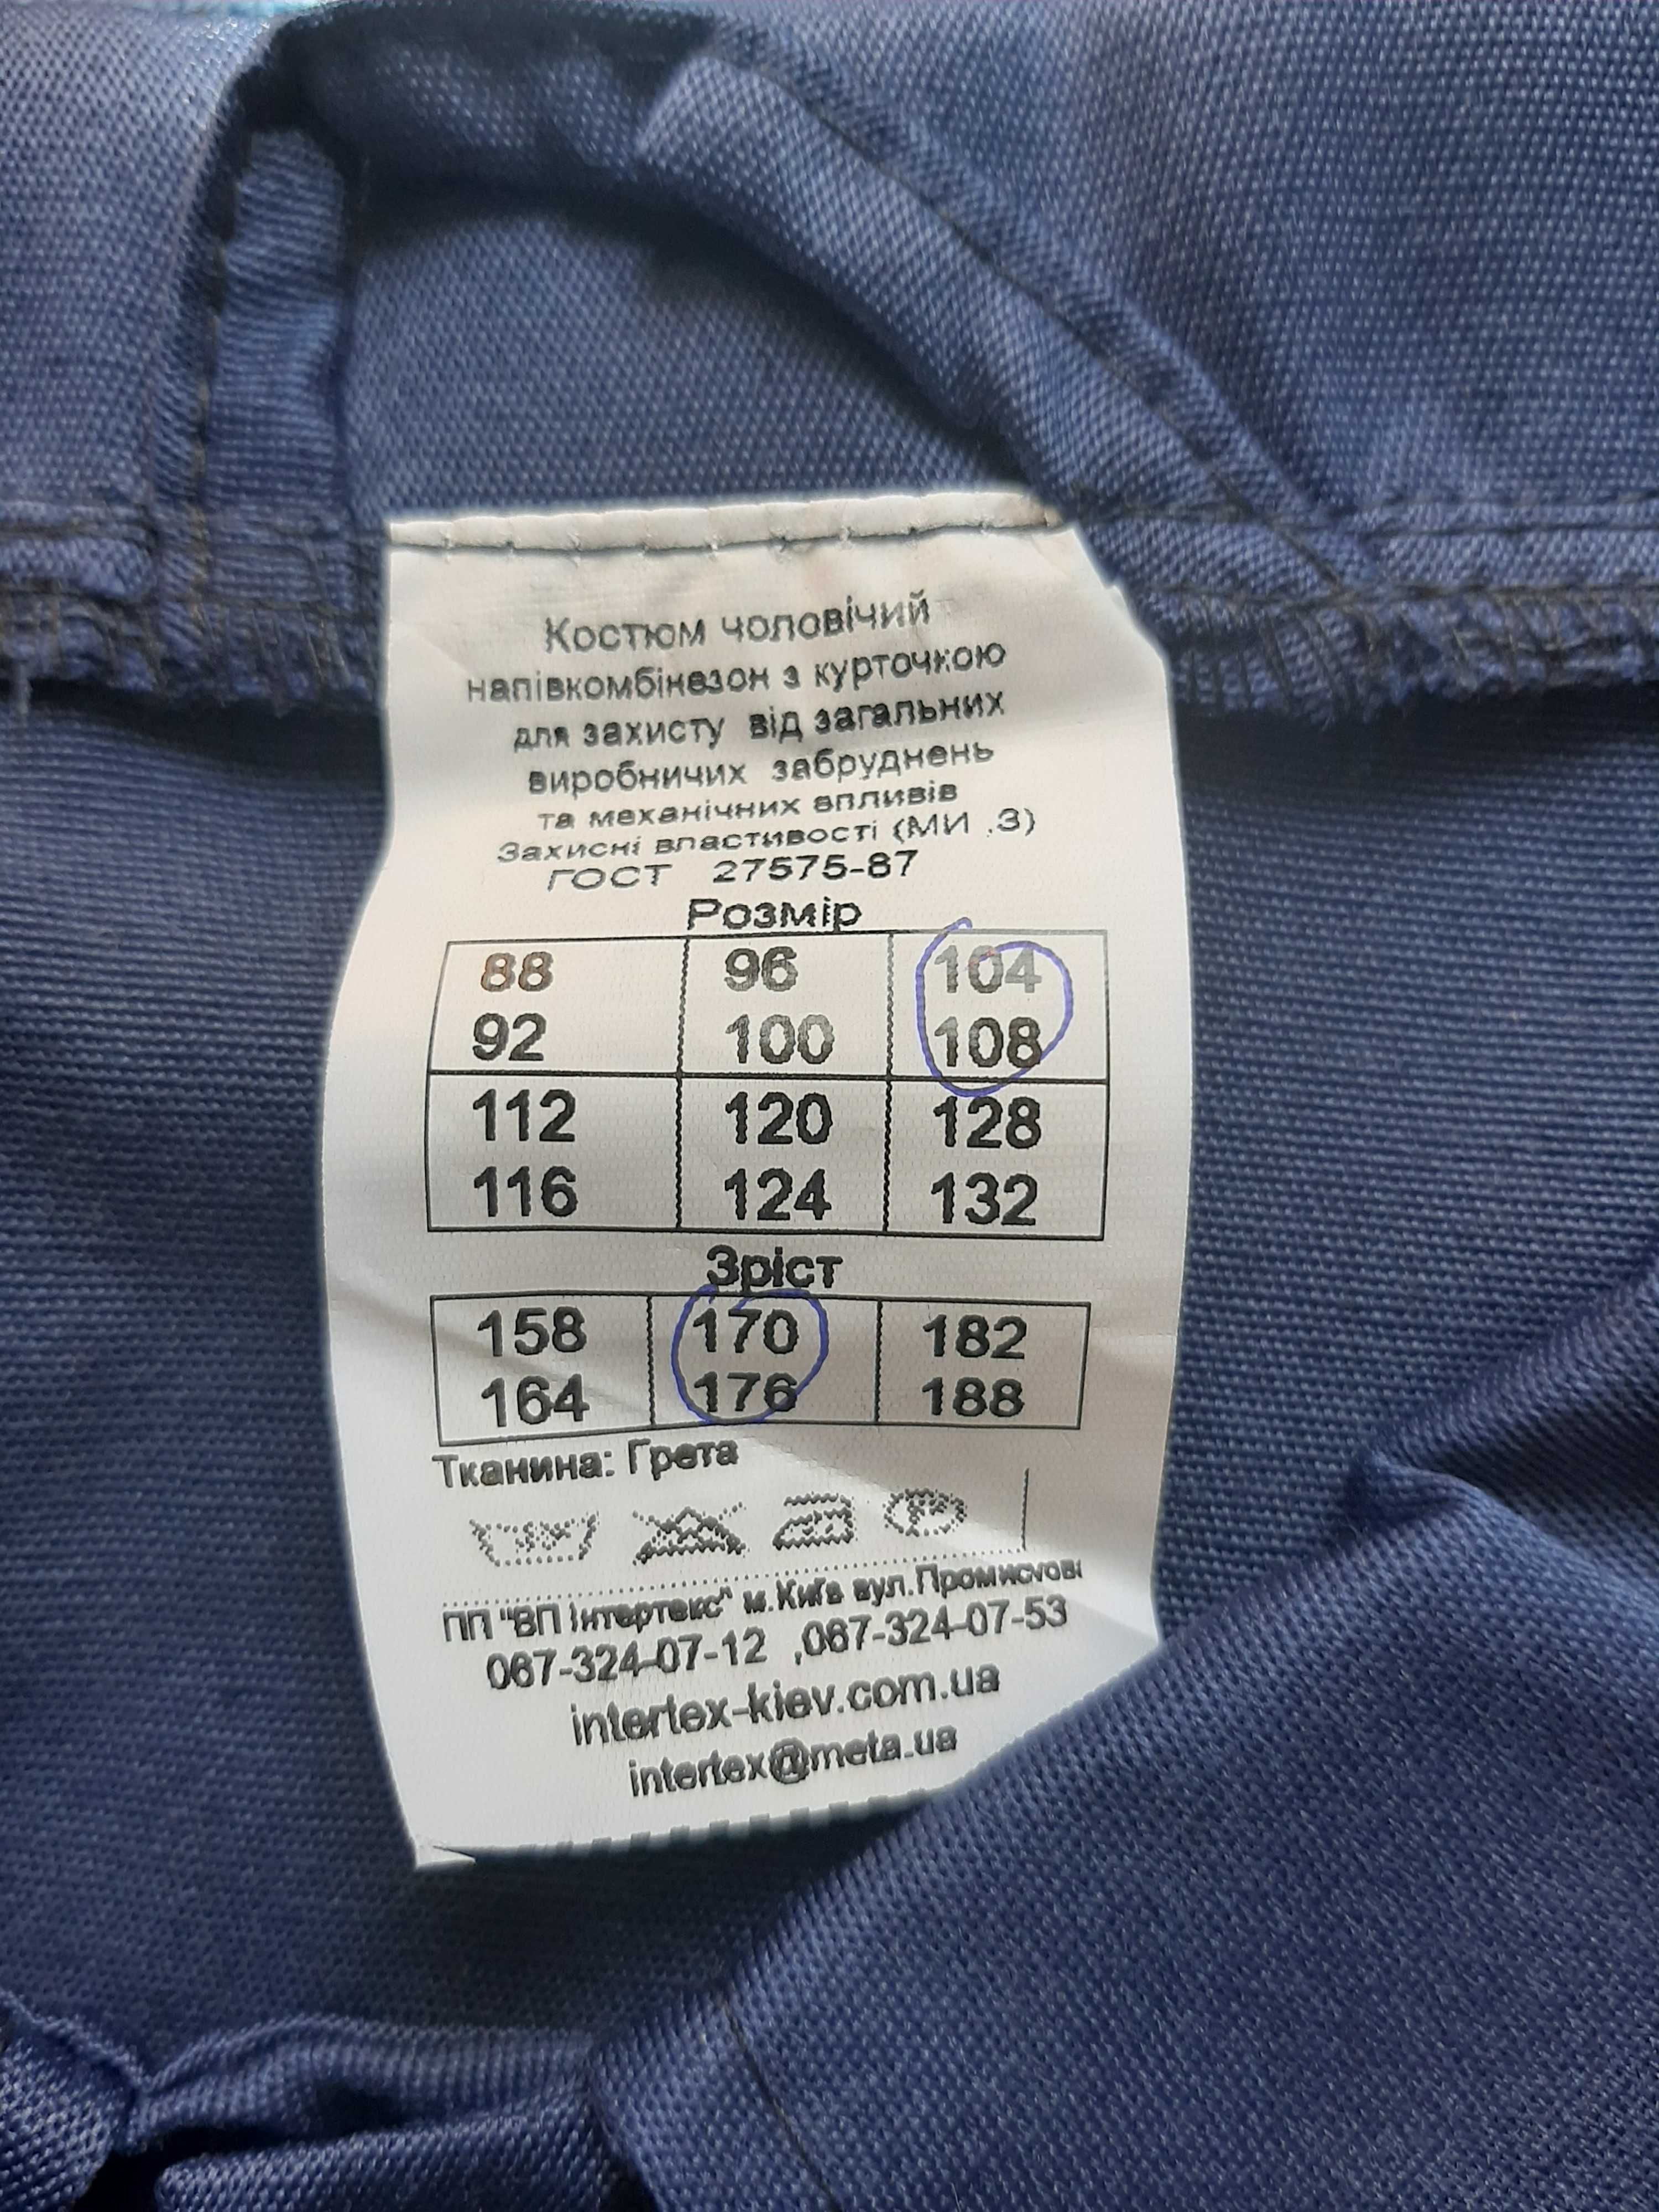 Костюм чоловічий
напівкомбінезон з курточкою
для захисту від загальних
виробничих забруднень
та механічних впливів
Захисні властивості (МИ .З)
ГОСТ 27575-87
Розмір
88 96 104
92 100 108
112 120 128
116 124 132
Зріст
158 170 182
164 176 188
Тканина: Грета
ПП "ВП Інтертекс" м.Київ вул.Промислова
067-324-07-12 ,067-324-07-53
intertex-kiev.com.ua
intertex@meta.ua